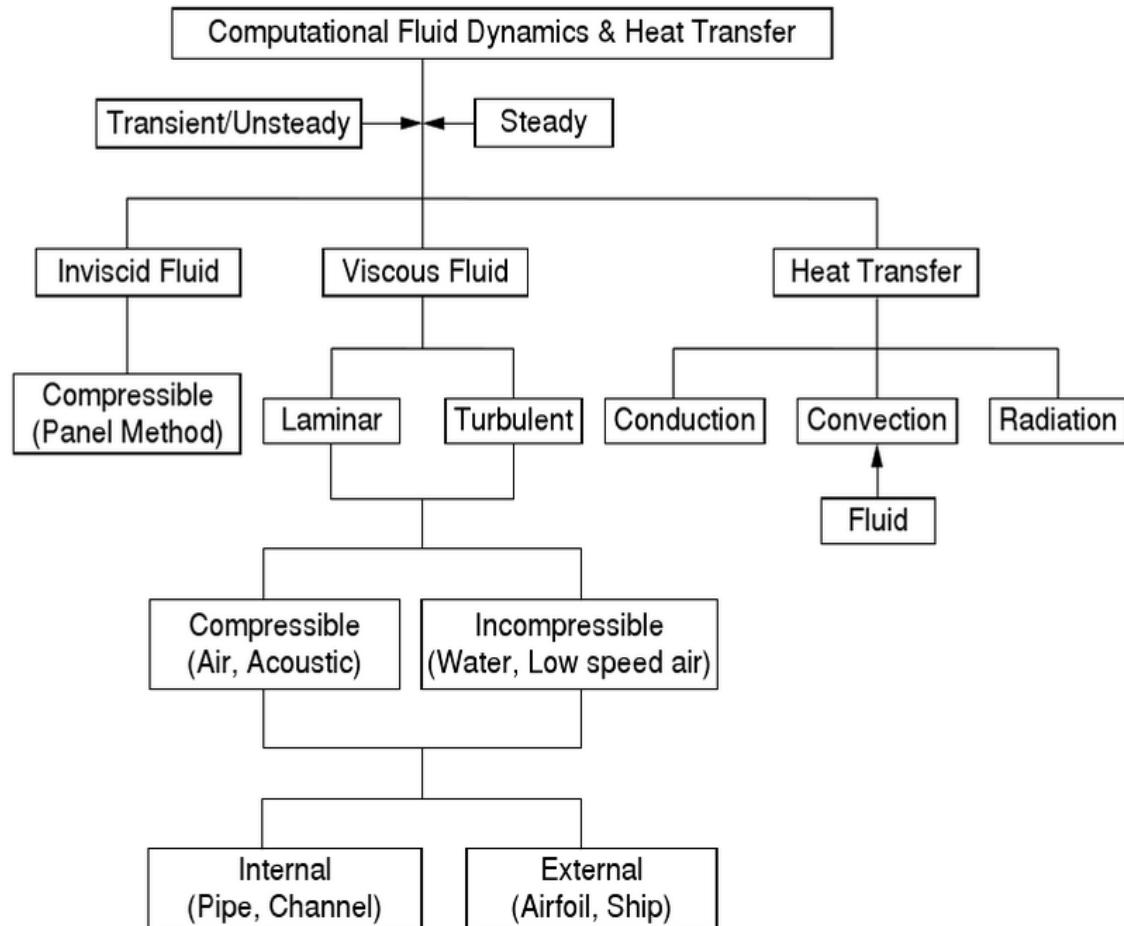 Computational Fluid Dynamics & Heat Transfer
Transient/Unsteady
Steady
Inviscid Fluid
Viscous Fluid
Heat Transfer
Compressible
(Panel Method)
Laminar
Turbulent
Conduction
Convection
Radiation
Fluid
Compressible
(Air, Acoustic)
Incompressible
(Water, Low speed air)
Internal
(Pipe, Channel)
External
(Airfoil, Ship)